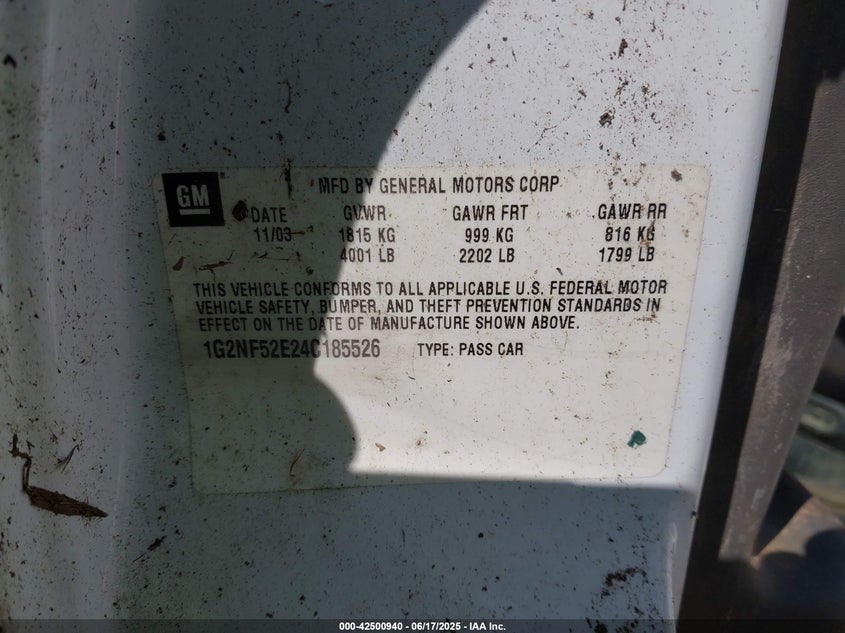 GM
MFD BY GENERAL MOTORS CORP
DATE GVWR GAWR FRT GAWR RR
11/03 1815 KG 999 KG 816 KG
4001 LB 2202 LB 1799 LB
THIS VEHICLE CONFORMS TO ALL APPLICABLE U.S. FEDERAL MOTOR
VEHICLE SAFETY, BUMPER, AND THEFT PREVENTION STANDARDS IN
EFFECT ON THE DATE OF MANUFACTURE SHOWN ABOVE.
1G2NF52E24C185526 TYPE: PASS CAR
000-42500940 - 06/17/2025 - IAA Inc.